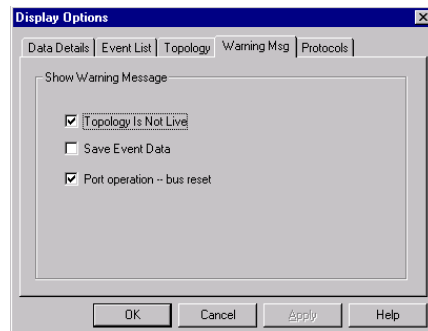 Display Options
Data Details Event List Topology Warning Msg Protocols
Show Warning Message
Topology Is Not Live
Save Event Data
Port operation -- bus reset
OK Cancel Apply Help